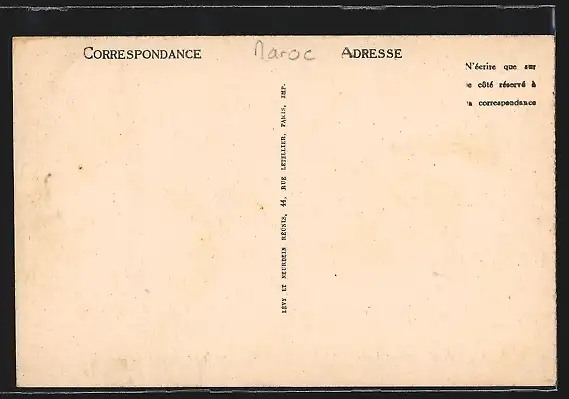 CORRESPONDANCE
Maroc
ADRESSE
N'écrire que sur
le côté réservé à
la correspondance
LÉVY ET NEURDEIN RÉUNIS, 44, RUE LETELLIER, PARIS, IMP.